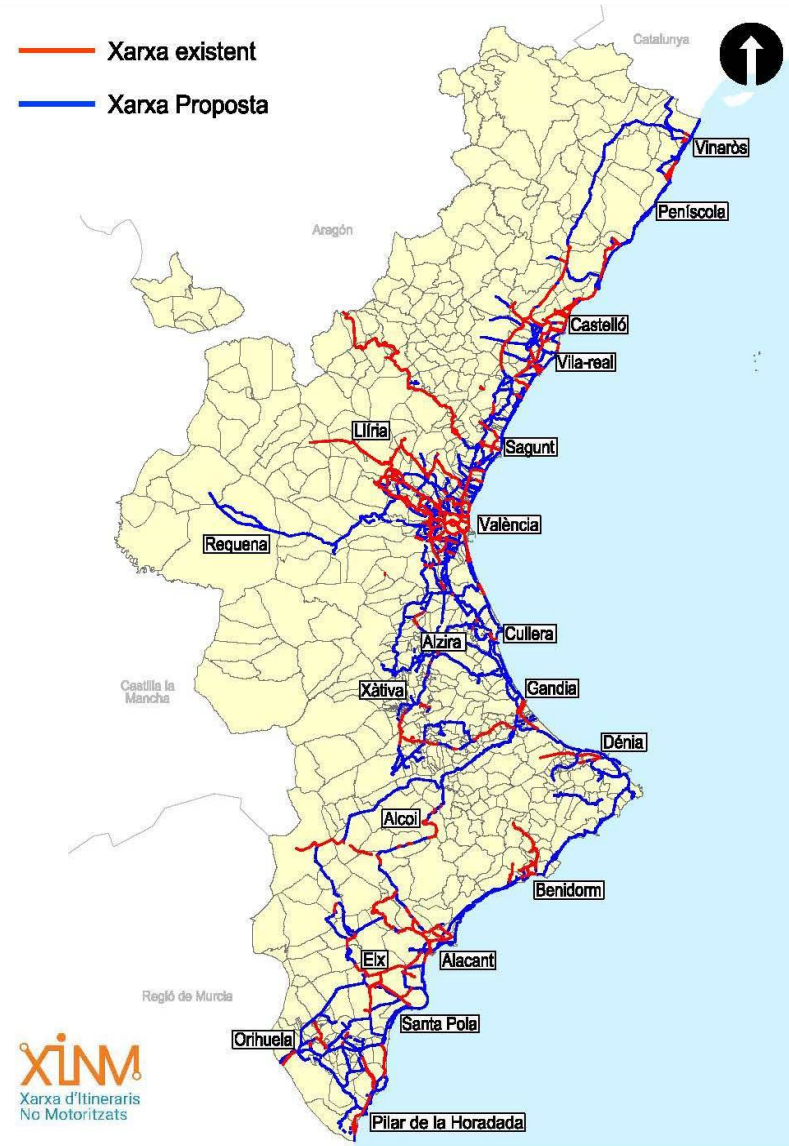 Xarxa existent
Xarxa Proposta
Catalunya
Vinaròs
Peníscola
Aragón
Castelló
Vila-real
Llíria
Sagunt
València
Requena
Cullera
Alzira
Xàtiva
Gandia
Castilla la
Mancha
Dénia
Alcoi
Benidorm
Elx
Alacant
Regió de Murcia
Santa Pola
Orihuela
XINM
Xarxa d'Itineraris
No Motoritzats
Pilar de la Horadada